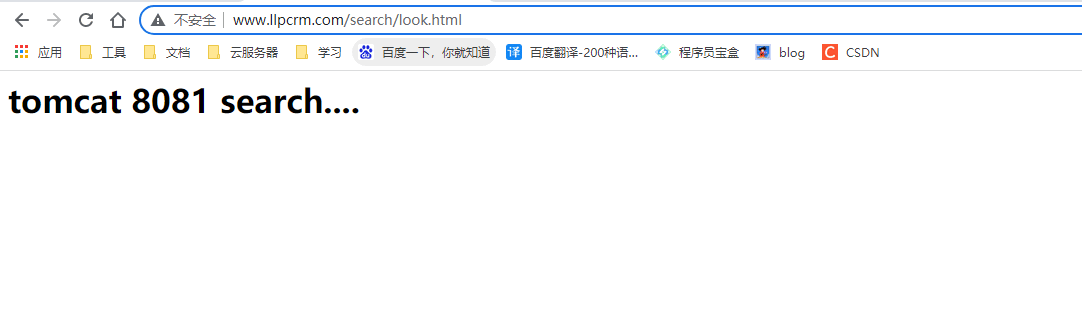 不安全 | www.llpcrm.com/search/look.html
应用 工具 文档 云服务器 学习 百度一下，你就知道 译 百度翻译-200种语... 程序员宝盒 blog C CSDN
tomcat 8081 search....